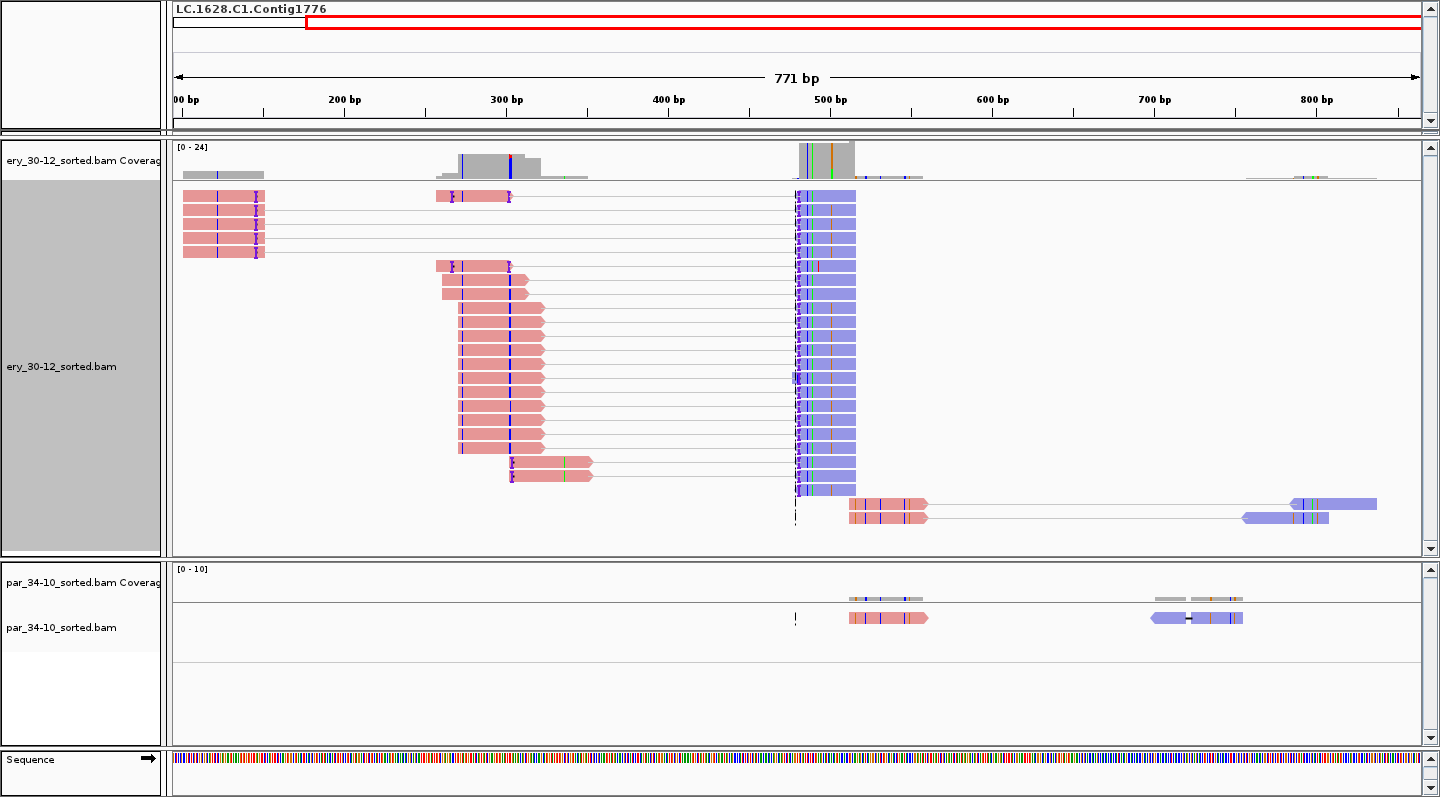 LC.1628.C1.Contig1776
771 bp
00 bp 200 bp 300 bp 400 bp 500 bp 600 bp 700 bp 800 bp
ery_30-12_sorted.bam Coverag
[0 - 24]
ery_30-12_sorted.bam
par_34-10_sorted.bam Coverag
[0 - 10]
par_34-10_sorted.bam
Sequence